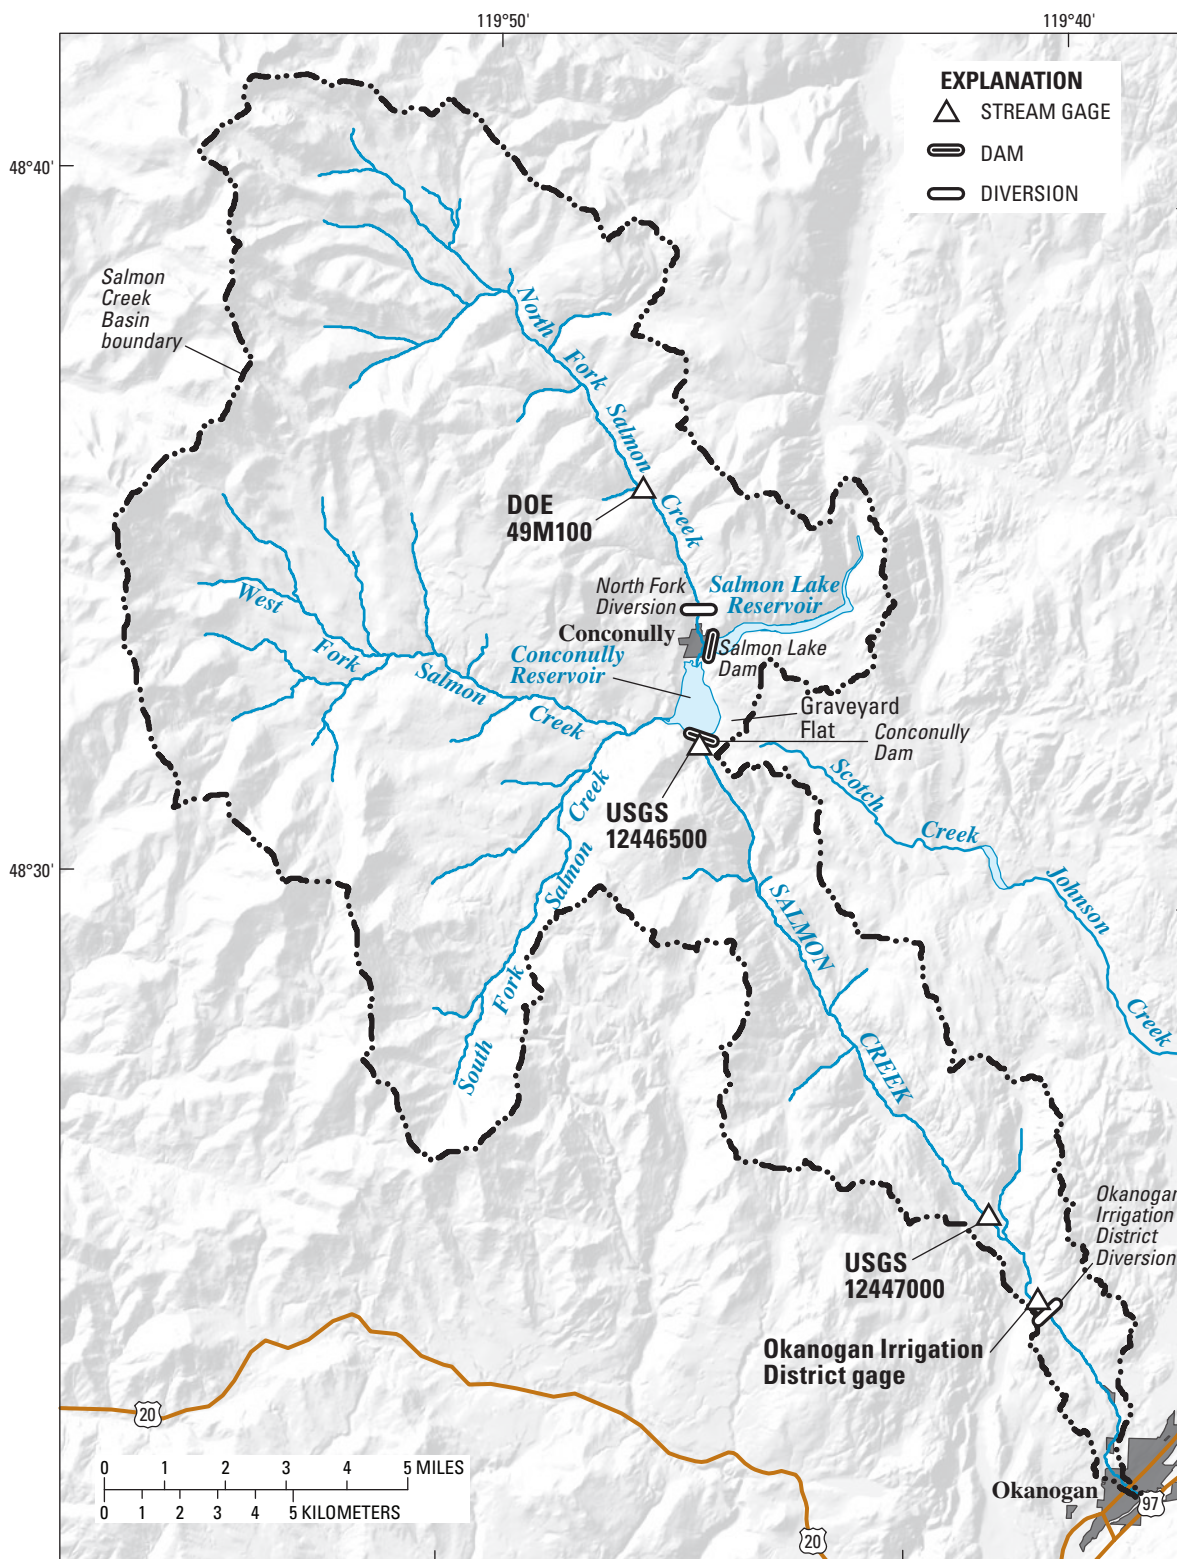 119°50'
119°40'
EXPLANATION
STREAM GAGE
DAM
DIVERSION
48°40'
Salmon
Creek
Basin
boundary
North Fork Salmon Creek
DOE
49M100
North Fork
Diversion
Salmon Lake
Reservoir
Conconully
Salmon Lake
Dam
Conconully
Reservoir
West Fork Salmon Creek
Graveyard
Flat
Conconully
Dam
Scotch Creek
USGS
12446500
48°30'
South Fork Salmon Creek
SALMON CREEK
Johnson Creek
Okanogan
Irrigation
District
Diversion
USGS
12447000
Okanogan Irrigation
District gage
20
0 1 2 3 4 5 MILES
0 1 2 3 4 5 KILOMETERS
Okanogan
97
20